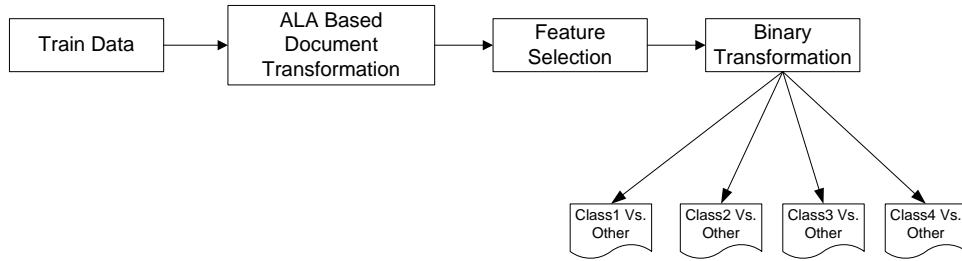 Train Data
ALA Based
Document
Transformation
Feature
Selection
Binary
Transformation
Class1 Vs.
Other
Class2 Vs.
Other
Class3 Vs.
Other
Class4 Vs.
Other